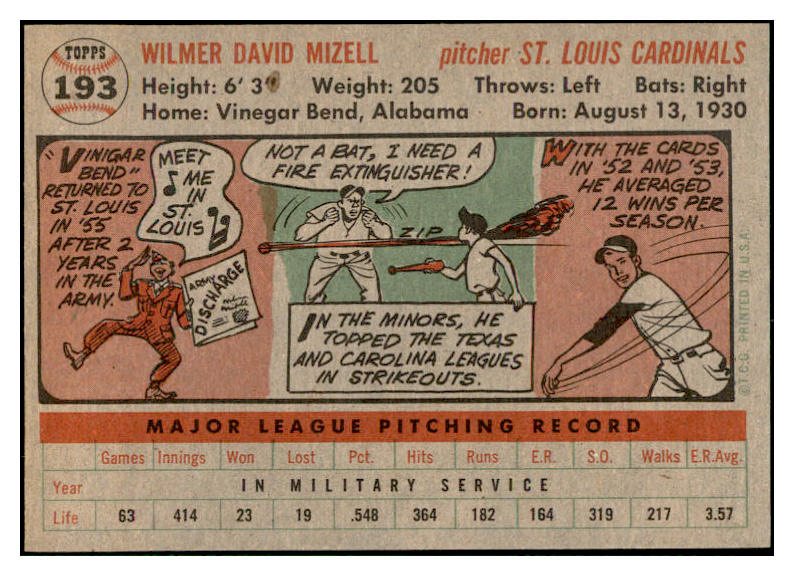 TOPPS
193
WILMER DAVID MIZELL
pitcher ST. LOUIS CARDINALS
Height: 6' 3" Weight: 205 Throws: Left Bats: Right
Home: Vinegar Bend, Alabama Born: August 13, 1930
"VINIGAR
BEND"
RETURNED TO
ST. LOUIS
IN '55
AFTER 2
YEARS
IN THE
ARMY.
MEET
ME
IN
ST.
LOUIS
ARMY
DISCHARGE
NOT A BAT, I NEED A
FIRE EXTINGUISHER!
ZIP
IN THE MINORS, HE
TOPPED THE TEXAS
AND CAROLINA LEAGUES
IN STRIKEOUTS.
WITH THE CARDS
IN '52 AND '53,
HE AVERAGED
12 WINS PER
SEASON.
© T.C.G. PRINTED IN U.S.A.
MAJOR LEAGUE PITCHING RECORD
Games Innings Won Lost Pct. Hits Runs E.R. S.O. Walks E.R.Avg.
Year IN MILITARY SERVICE
Life 63 414 23 19 .548 364 182 164 319 217 3.57